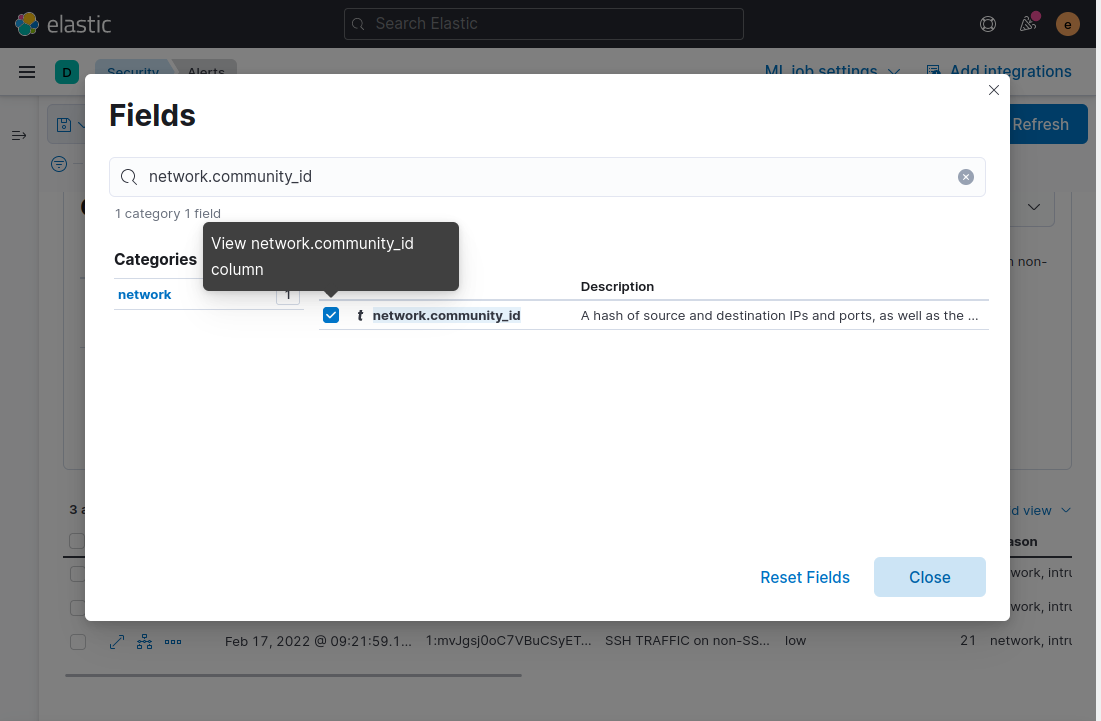 elastic
Search Elastic
e
D
Security
Alerts
ML job settings
Add integrations
Fields
Refresh
network.community_id
1 category 1 field
View network.community_id
column
Categories
Description
network
1
t network.community_id A hash of source and destination IPs and ports, as well as the ...
n non-
3 a
d view
ason
Reset Fields
Close
work, intru
work, intru
Feb 17, 2022 @ 09:21:59.1... 1:mvJgsj0oC7VBuCSyET... SSH TRAFFIC on non-SS... low 21 network, intru